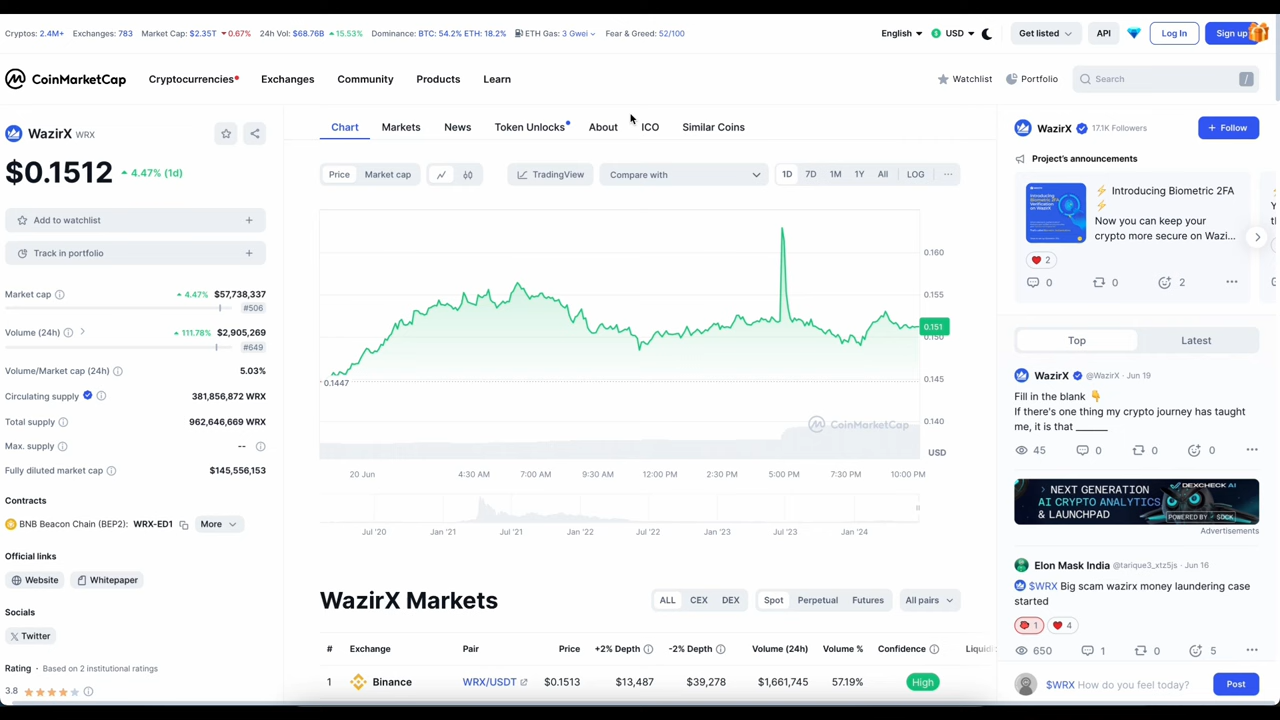 Cryptos: 2.4M+ Exchanges: 783 Market Cap: $2.35T 0.67% 24h Vol: $68.76B 15.53% Dominance: BTC: 54.2% ETH: 18.2% ETH Gas: 3 Gwei Fear & Greed: 52/100
English USD Get listed API Log In Sign up
CoinMarketCap Cryptocurrencies Exchanges Community Products Learn Watchlist Portfolio Search /
WazirX WRX
$0.1512 4.47% (1d)
Add to watchlist +
Track in portfolio +
Market cap 4.47% $57,738,337
#506
Volume (24h) 111.78% $2,905,269
#649
Volume/Market cap (24h) 5.03%
Circulating supply 381,856,872 WRX
Total supply 962,646,669 WRX
Max. supply --
Fully diluted market cap $145,556,153
Contracts
BNB Beacon Chain (BEP2): WRX-ED1 More
Official links
Website Whitepaper
Socials
Twitter
Rating · Based on 2 institutional ratings
3.8
Chart Markets News Token Unlocks About ICO Similar Coins
Price Market cap TradingView Compare with 1D 7D 1M 1Y All LOG ...
0.160
0.155
0.151
0.150
0.145
0.1447
0.140
CoinMarketCap
USD
20 Jun 4:30 AM 7:00 AM 9:30 AM 12:00 PM 2:30 PM 5:00 PM 7:30 PM 10:00 PM
Jul '20 Jan '21 Jul '21 Jan '22 Jul '22 Jan '23 Jul '23 Jan '24
WazirX Markets ALL CEX DEX Spot Perpetual Futures All pairs
# Exchange Pair Price +2% Depth -2% Depth Volume (24h) Volume % Confidence Liquidi
1 Binance WRX/USDT $0.1513 $13,487 $39,278 $1,661,745 57.19% High
WazirX 17.1K Followers + Follow
Project's announcements
⚡ Introducing Biometric 2FA
⚡
Now you can keep your
crypto more secure on Wazi...
2
0 0 2 ...
Top Latest
WazirX @WazirX · Jun 19
Fill in the blank 👇
If there's one thing my crypto journey has taught
me, it is that _______
45 0 0 0 ...
NEXT GENERATION
AI CRYPTO ANALYTICS
& LAUNCHPAD
DEXCHECK AI
POWERED BY · $DCK
Advertisements
Elon Mask India @tarique3_xtz5js · Jun 16
$WRX Big scam wazirx money laundering case
started
1 4
650 1 0 5 ...
$WRX How do you feel today? Post